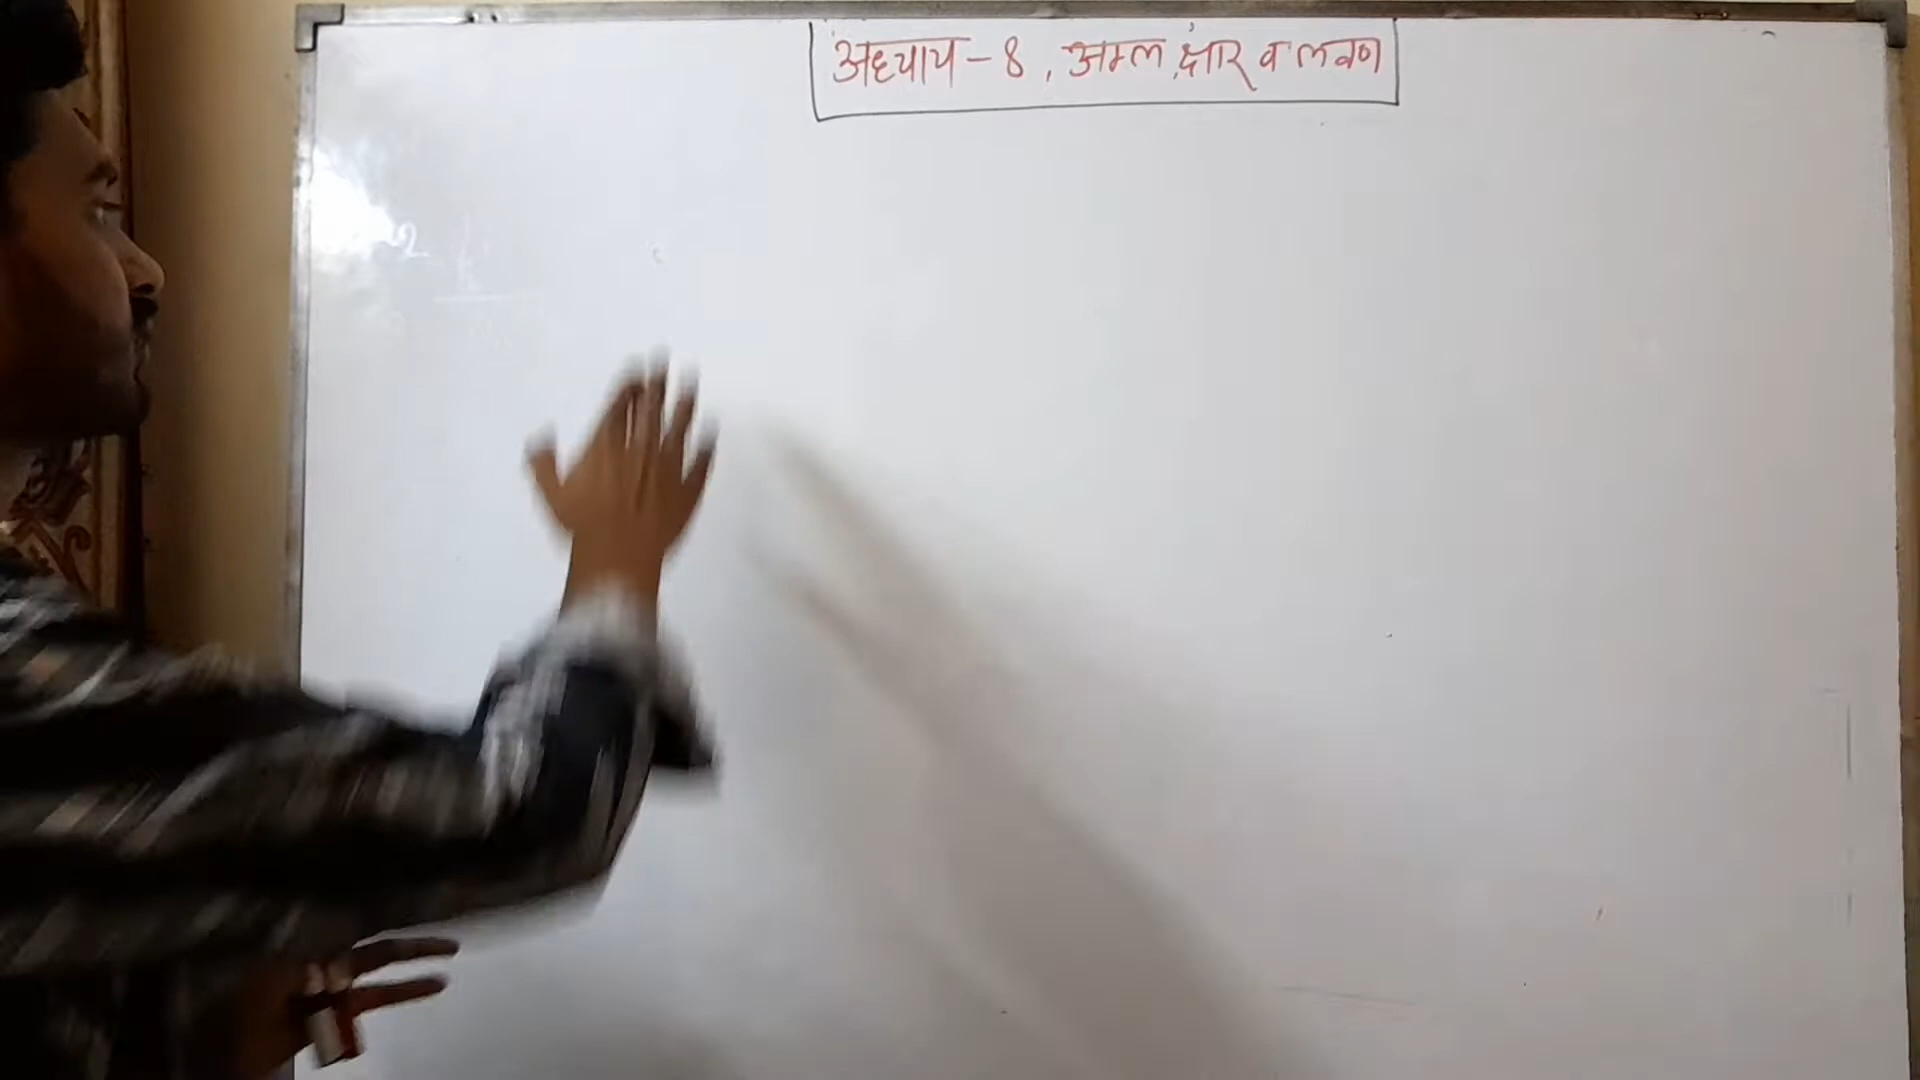 अध्याय - 8, अम्ल, क्षार व लवण